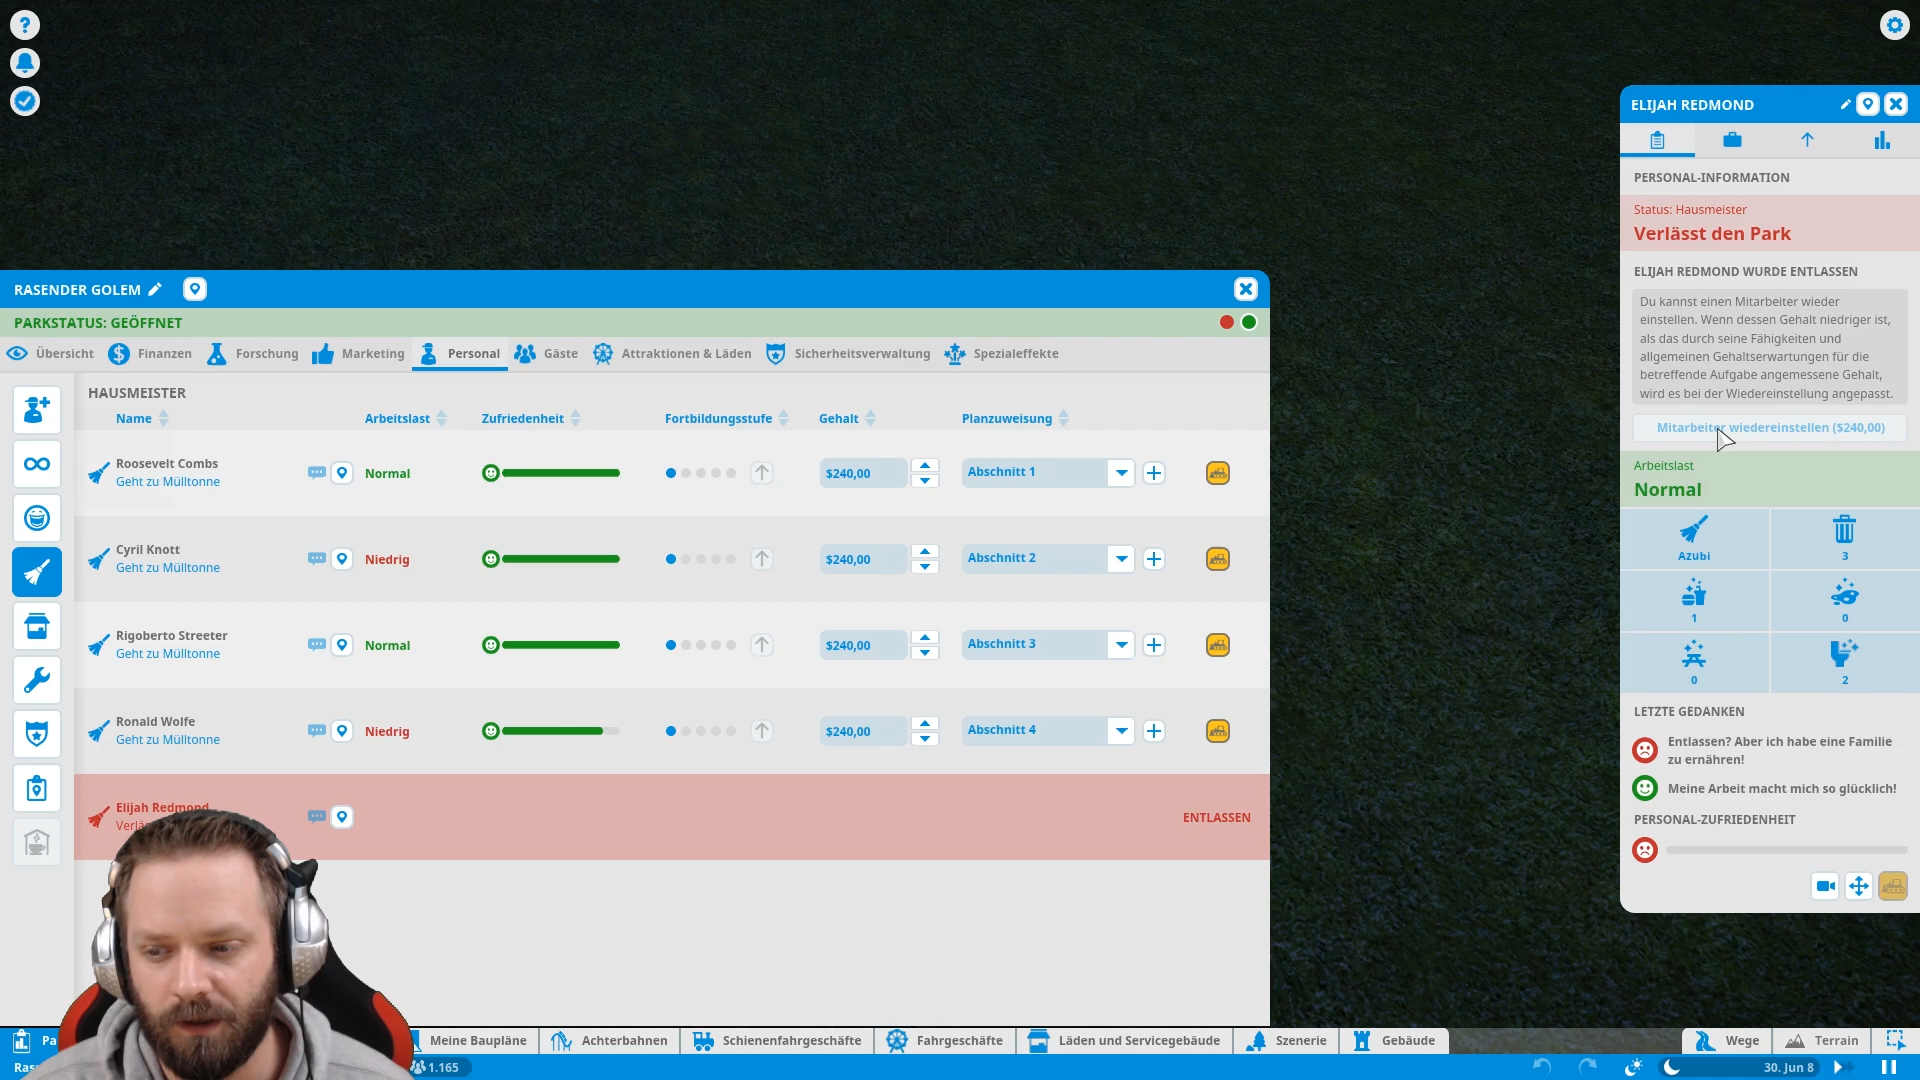 RASENDER GOLEM
PARKSTATUS: GEÖFFNET
Übersicht
Finanzen
Forschung
Marketing
Personal
Gäste
Attraktionen & Läden
Sicherheitsverwaltung
Spezialeffekte
HAUSMEISTER
Name
Arbeitslast
Zufriedenheit
Fortbildungsstufe
Gehalt
Planzuweisung
Roosevelt Combs
Geht zu Mülltonne
Normal
$240,00
Abschnitt 1
Cyril Knott
Geht zu Mülltonne
Niedrig
$240,00
Abschnitt 2
Rigoberto Streeter
Geht zu Mülltonne
Normal
$240,00
Abschnitt 3
Ronald Wolfe
Geht zu Mülltonne
Niedrig
$240,00
Abschnitt 4
Elijah Redmond
ENTLASSEN
ELIJAH REDMOND
PERSONAL-INFORMATION
Status: Hausmeister
Verlässt den Park
ELIJAH REDMOND WURDE ENTLASSEN
Du kannst einen Mitarbeiter wieder
einstellen. Wenn dessen Gehalt niedriger ist,
als das durch seine Fähigkeiten und
allgemeinen Gehaltserwartungen für die
betreffende Aufgabe angemessene Gehalt,
wird es bei der Wiedereinstellung angepasst.
Mitarbeiter wiedereinstellen ($240,00)
Arbeitslast
Normal
Azubi
3
1
0
0
2
LETZTE GEDANKEN
Entlassen? Aber ich habe eine Familie
zu ernähren!
Meine Arbeit macht mich so glücklich!
PERSONAL-ZUFRIEDENHEIT
Meine Baupläne
Achterbahnen
Schienenfahrgeschäfte
Fahrgeschäfte
Läden und Servicegebäude
Szenerie
Gebäude
Wege
Terrain
1.165
30. Jun 8